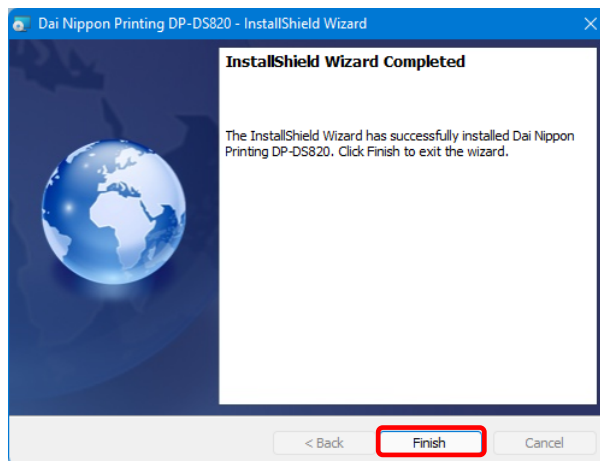 Dai Nippon Printing DP-DS820 - InstallShield Wizard
InstallShield Wizard Completed
The InstallShield Wizard has successfully installed Dai Nippon
Printing DP-DS820. Click Finish to exit the wizard.
< Back Finish Cancel